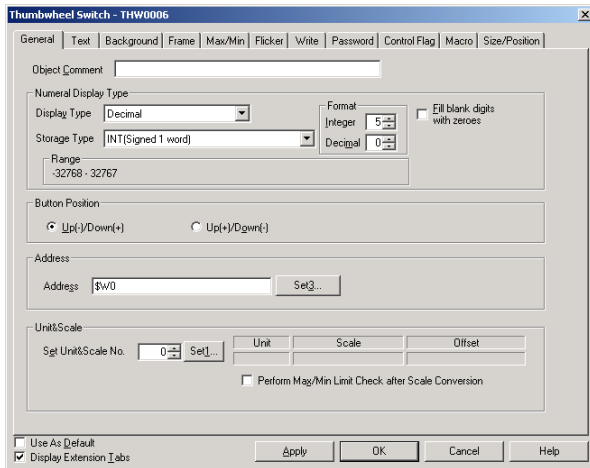 Thumbwheel Switch - THW0006
General Text Background Frame Max/Min Flicker Write Password Control Flag Macro Size/Position
Object Comment
Numeral Display Type
Display Type Decimal
Storage Type INT(Signed 1 word)
Format
Integer 5
Decimal 0
Fill blank digits
with zeroes
Range
-32768 - 32767
Button Position
Up(-)/Down(+) Up(+)/Down(-)
Address
Address $W0 Set3...
Unit&Scale
Set Unit&Scale No. 0 Set1...
Unit Scale Offset
Perform Max/Min Limit Check after Scale Conversion
Use As Default
Display Extension Tabs
Apply OK Cancel Help